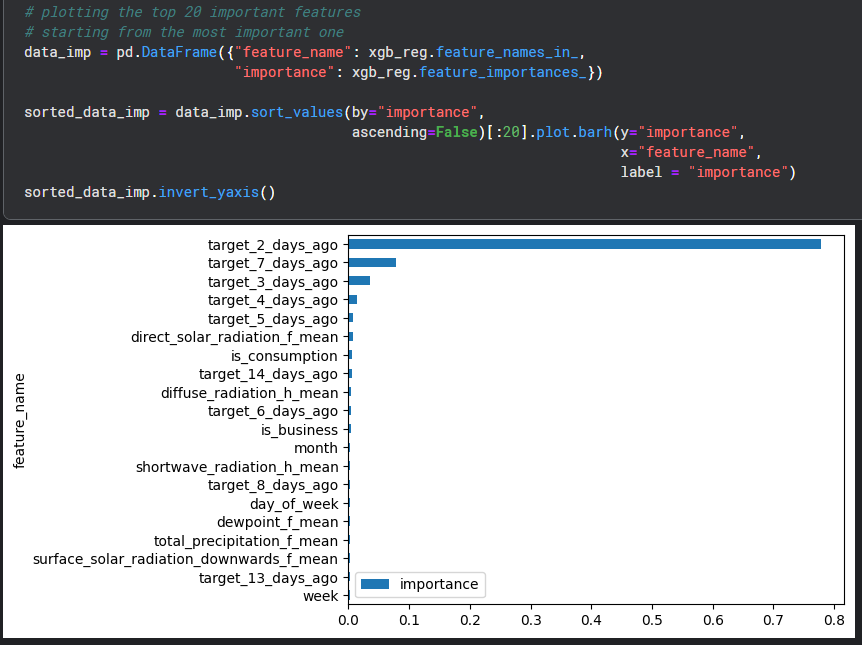 # plotting the top 20 important features
# starting from the most important one
data_imp = pd.DataFrame({"feature_name": xgb_reg.feature_names_in_,
"importance": xgb_reg.feature_importances_})
sorted_data_imp = data_imp.sort_values(by="importance",
ascending=False)[:20].plot.barh(y="importance",
x="feature_name",
label = "importance")
sorted_data_imp.invert_yaxis()
feature_name
target_2_days_ago
target_7_days_ago
target_3_days_ago
target_4_days_ago
target_5_days_ago
direct_solar_radiation_f_mean
is_consumption
target_14_days_ago
diffuse_radiation_h_mean
target_6_days_ago
is_business
month
shortwave_radiation_h_mean
target_8_days_ago
day_of_week
dewpoint_f_mean
total_precipitation_f_mean
surface_solar_radiation_downwards_f_mean
target_13_days_ago
week
importance
0.0 0.1 0.2 0.3 0.4 0.5 0.6 0.7 0.8